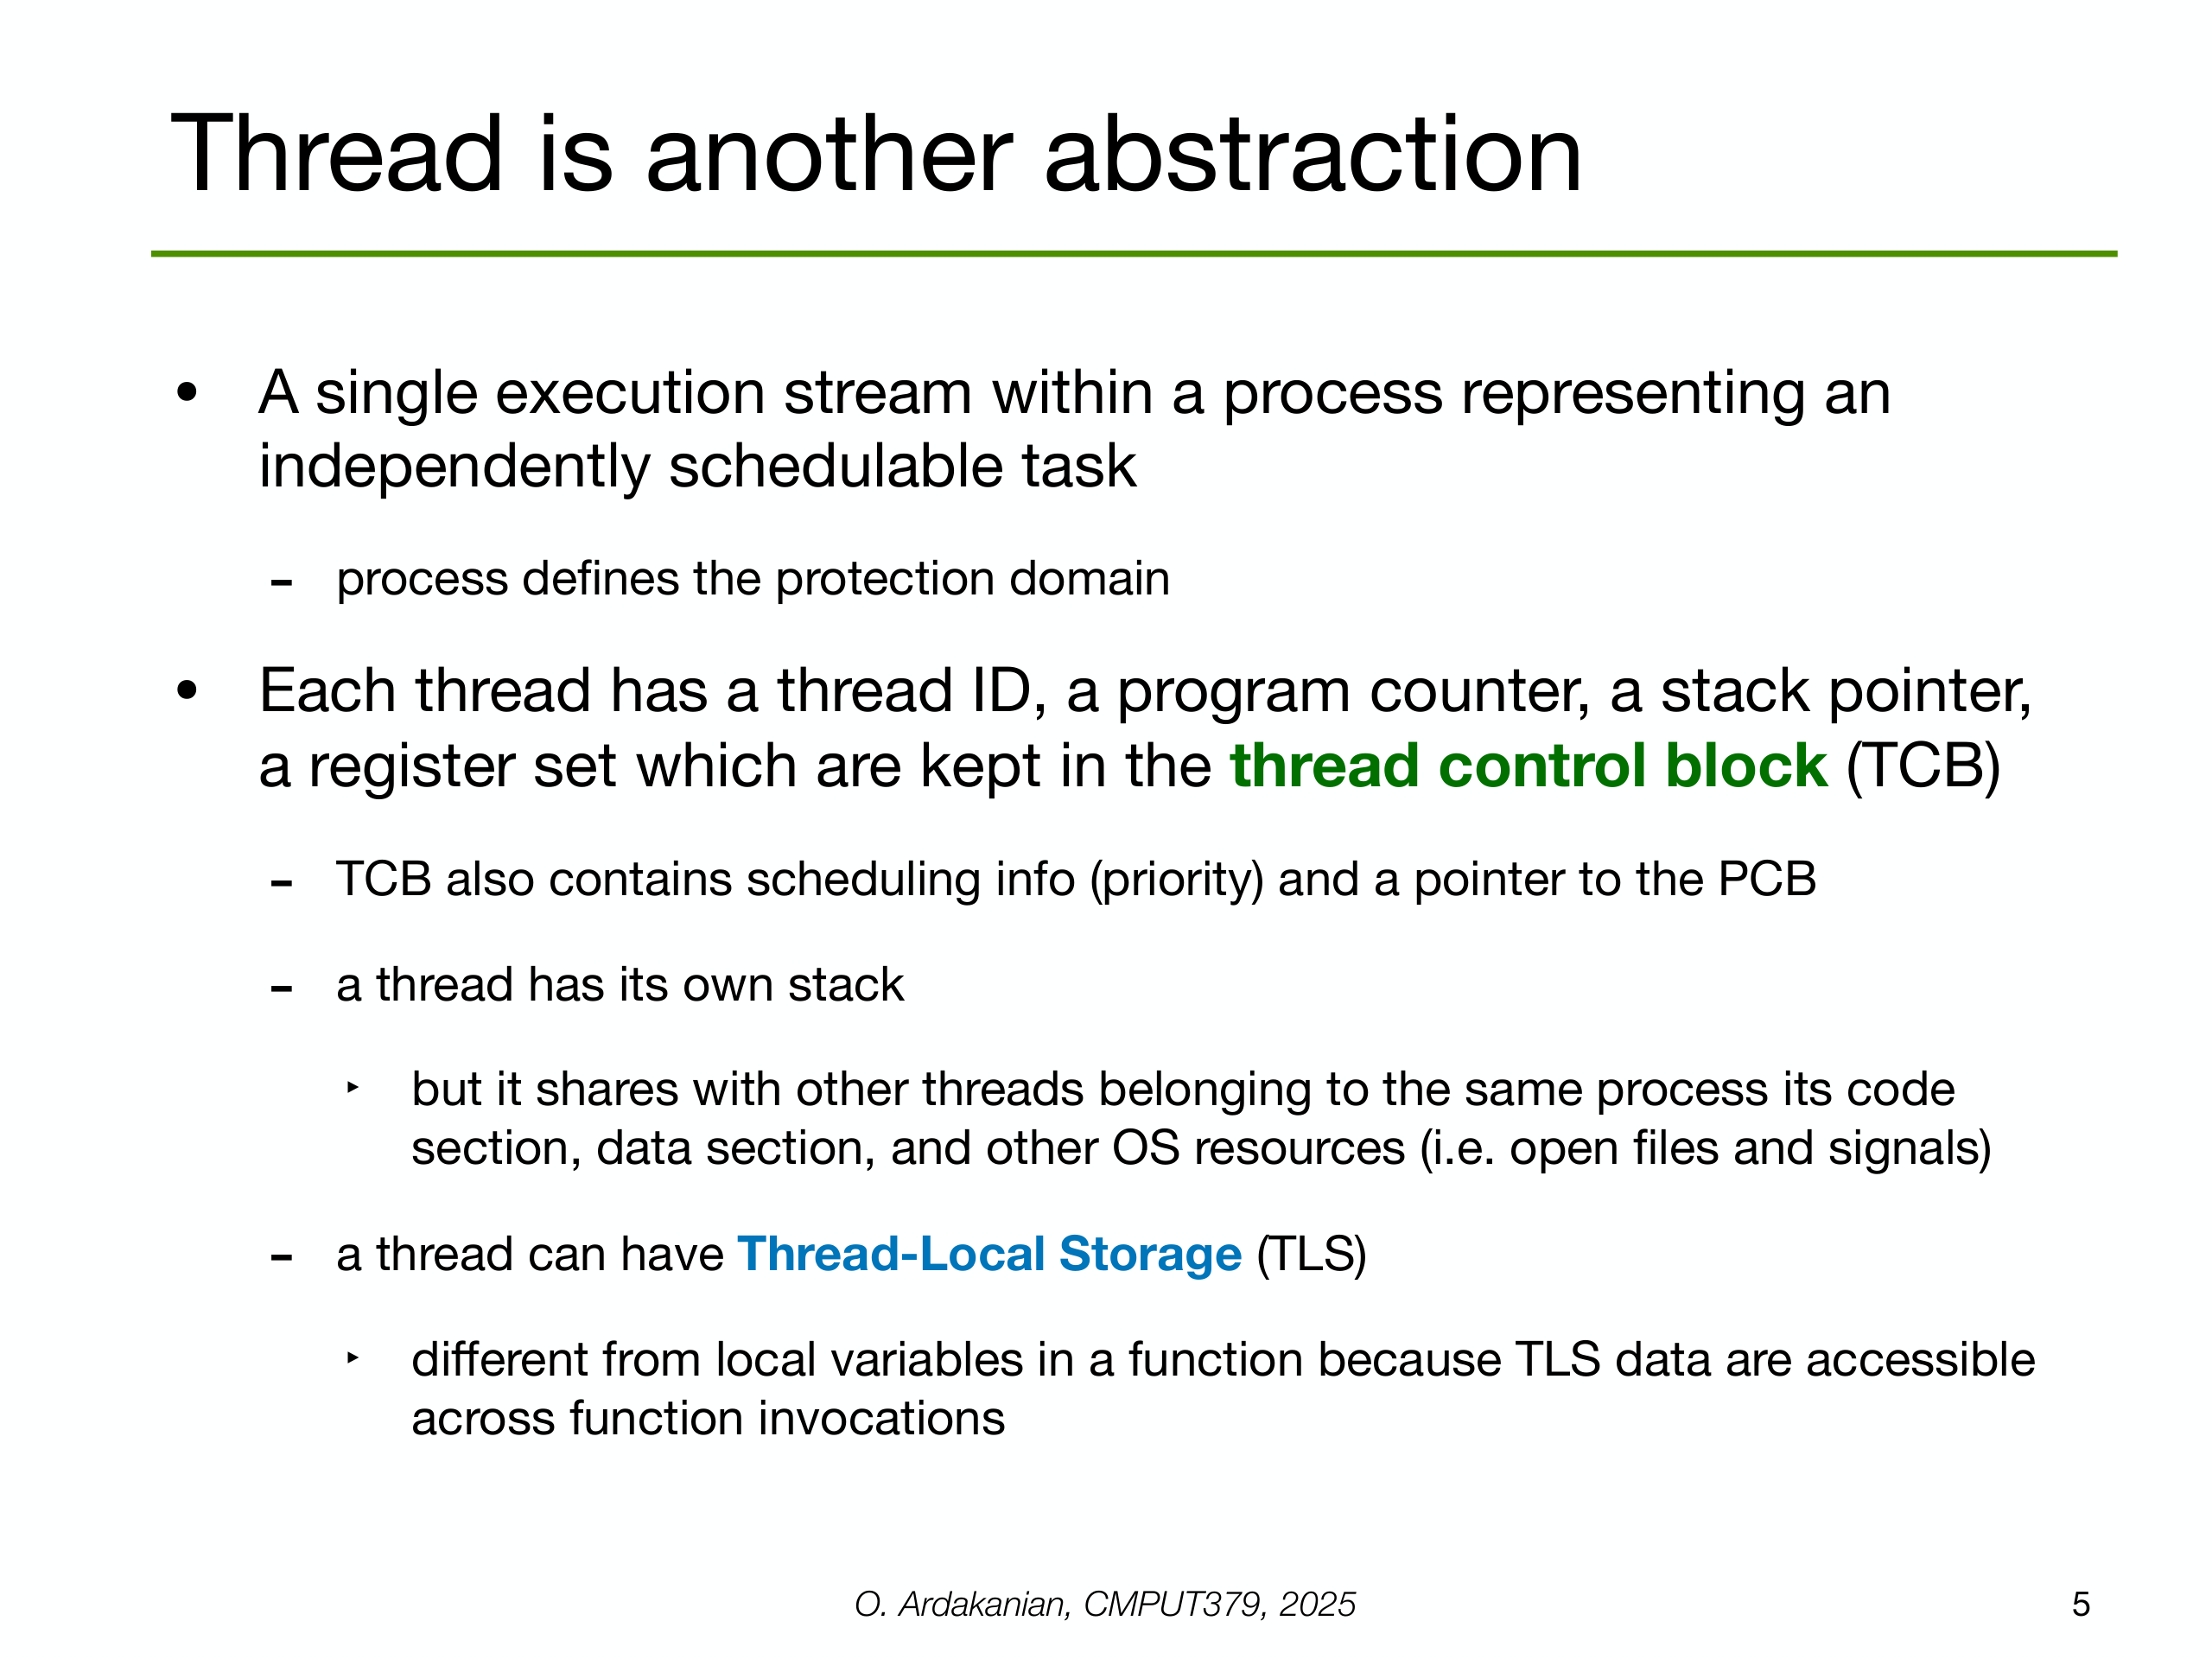 Thread is another abstraction
• A single execution stream within a process representing an
independently schedulable task
- process defines the protection domain
• Each thread has a thread ID, a program counter, a stack pointer,
a register set which are kept in the thread control block (TCB)
- TCB also contains scheduling info (priority) and a pointer to the PCB
- a thread has its own stack
‣ but it shares with other threads belonging to the same process its code
section, data section, and other OS resources (i.e. open files and signals)
- a thread can have Thread-Local Storage (TLS)
‣ different from local variables in a function because TLS data are accessible
across function invocations
O. Ardakanian, CMPUT379, 2025
5